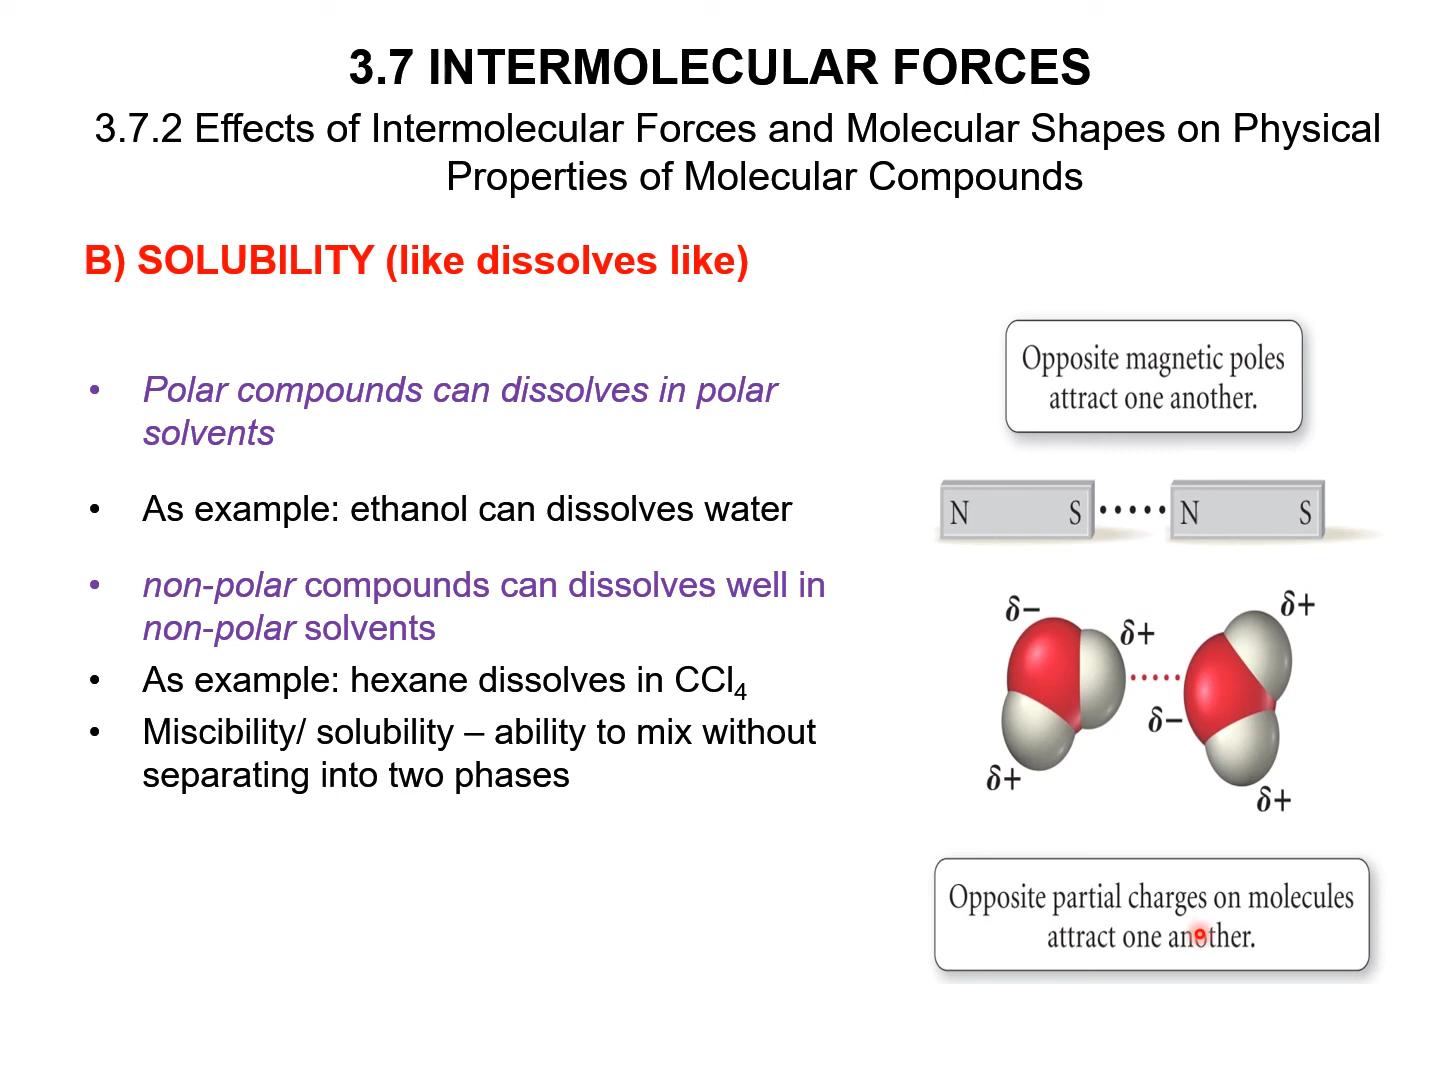 3.7 INTERMOLECULAR FORCES
3.7.2 Effects of Intermolecular Forces and Molecular Shapes on Physical
Properties of Molecular Compounds
B) SOLUBILITY (like dissolves like)
• Polar compounds can dissolves in polar
solvents
• As example: ethanol can dissolves water
• non-polar compounds can dissolves well in
non-polar solvents
• As example: hexane dissolves in CCl₄
• Miscibility/ solubility – ability to mix without
separating into two phases
Opposite magnetic poles
attract one another.
N S ..... N S
δ− δ+ δ+
δ+ δ− δ+
Opposite partial charges on molecules
attract one another.